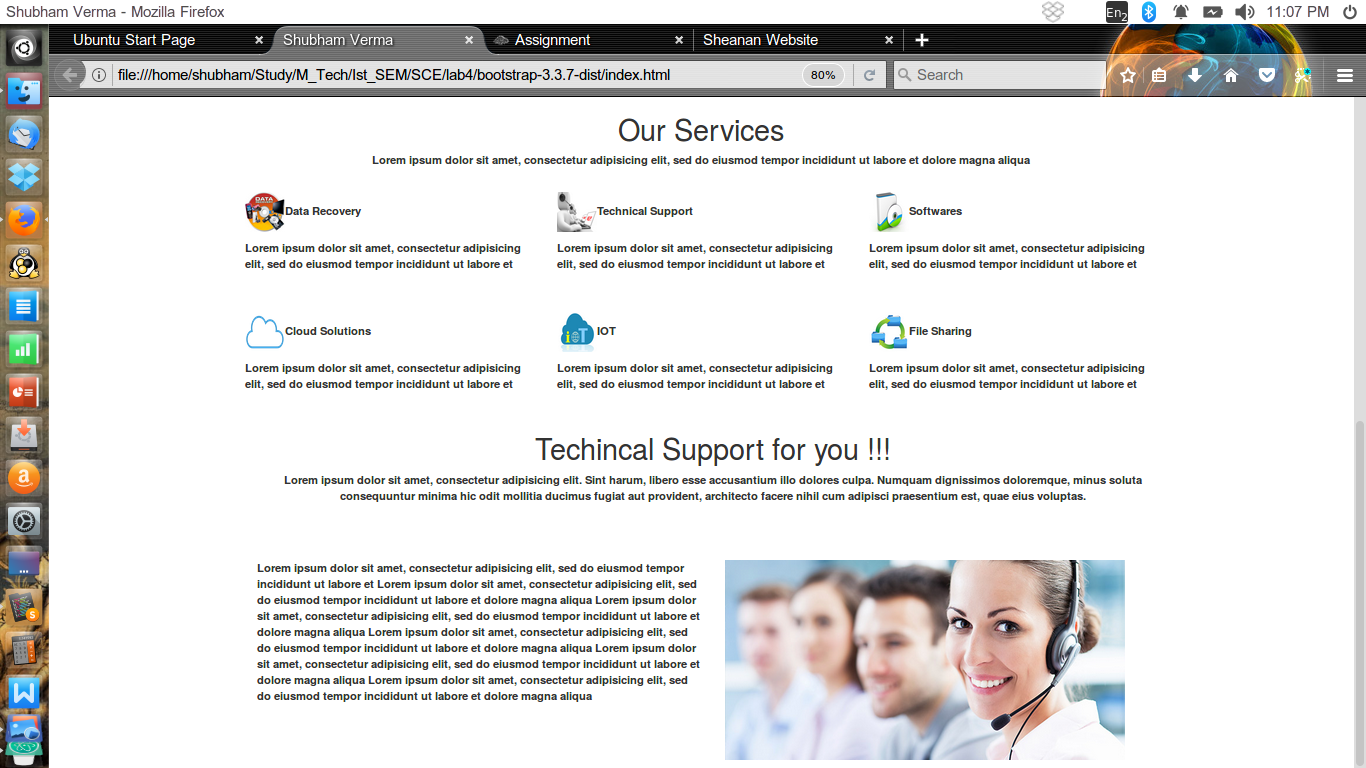 Shubham Verma - Mozilla Firefox
En2
11:07 PM
Ubuntu Start Page
Shubham Verma
Assignment
Sheanan Website
file:///home/shubham/Study/M_Tech/Ist_SEM/SCE/lab4/bootstrap-3.3.7-dist/index.html
80%
Search
Our Services
Lorem ipsum dolor sit amet, consectetur adipisicing elit, sed do eiusmod tempor incididunt ut labore et dolore magna aliqua
DATA
Data Recovery
Technical Support
Softwares
Lorem ipsum dolor sit amet, consectetur adipisicing
elit, sed do eiusmod tempor incididunt ut labore et
Lorem ipsum dolor sit amet, consectetur adipisicing
elit, sed do eiusmod tempor incididunt ut labore et
Lorem ipsum dolor sit amet, consectetur adipisicing
elit, sed do eiusmod tempor incididunt ut labore et
Cloud Solutions
IoT
IOT
File Sharing
Lorem ipsum dolor sit amet, consectetur adipisicing
elit, sed do eiusmod tempor incididunt ut labore et
Lorem ipsum dolor sit amet, consectetur adipisicing
elit, sed do eiusmod tempor incididunt ut labore et
Lorem ipsum dolor sit amet, consectetur adipisicing
elit, sed do eiusmod tempor incididunt ut labore et
Techincal Support for you !!!
Lorem ipsum dolor sit amet, consectetur adipisicing elit. Sint harum, libero esse accusantium illo dolores culpa. Numquam dignissimos doloremque, minus soluta
consequuntur minima hic odit mollitia ducimus fugiat aut provident, architecto facere nihil cum adipisci praesentium est, quae eius voluptas.
Lorem ipsum dolor sit amet, consectetur adipisicing elit, sed do eiusmod tempor
incididunt ut labore et Lorem ipsum dolor sit amet, consectetur adipisicing elit, sed
do eiusmod tempor incididunt ut labore et dolore magna aliqua Lorem ipsum dolor
sit amet, consectetur adipisicing elit, sed do eiusmod tempor incididunt ut labore et
dolore magna aliqua Lorem ipsum dolor sit amet, consectetur adipisicing elit, sed
do eiusmod tempor incididunt ut labore et dolore magna aliqua Lorem ipsum dolor
sit amet, consectetur adipisicing elit, sed do eiusmod tempor incididunt ut labore et
dolore magna aliqua Lorem ipsum dolor sit amet, consectetur adipisicing elit, sed
do eiusmod tempor incididunt ut labore et dolore magna aliqua